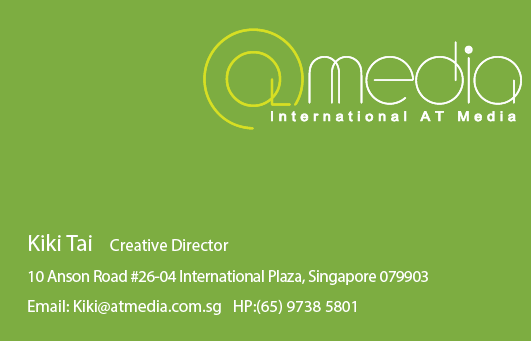 @media
International AT Media
Kiki Tai Creative Director
10 Anson Road #26-04 International Plaza, Singapore 079903
Email: Kiki@atmedia.com.sg HP:(65) 9738 5801